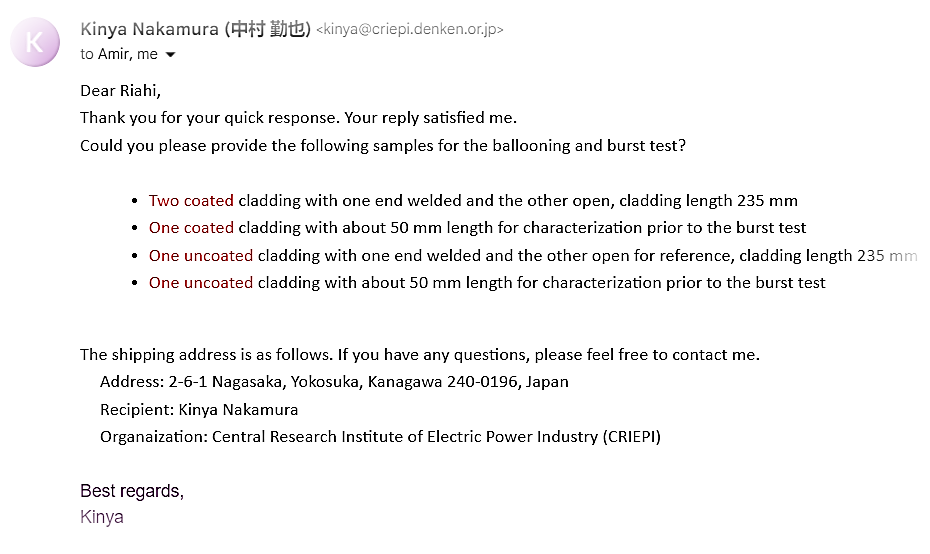 K
Kinya Nakamura (中村 勤也) <kinya@criepi.denken.or.jp>
to Amir, me
Dear Riahi,
Thank you for your quick response. Your reply satisfied me.
Could you please provide the following samples for the ballooning and burst test?
• Two coated cladding with one end welded and the other open, cladding length 235 mm
• One coated cladding with about 50 mm length for characterization prior to the burst test
• One uncoated cladding with one end welded and the other open for reference, cladding length 235 mm
• One uncoated cladding with about 50 mm length for characterization prior to the burst test
The shipping address is as follows. If you have any questions, please feel free to contact me.
Address: 2-6-1 Nagasaka, Yokosuka, Kanagawa 240-0196, Japan
Recipient: Kinya Nakamura
Organaization: Central Research Institute of Electric Power Industry (CRIEPI)
Best regards,
Kinya